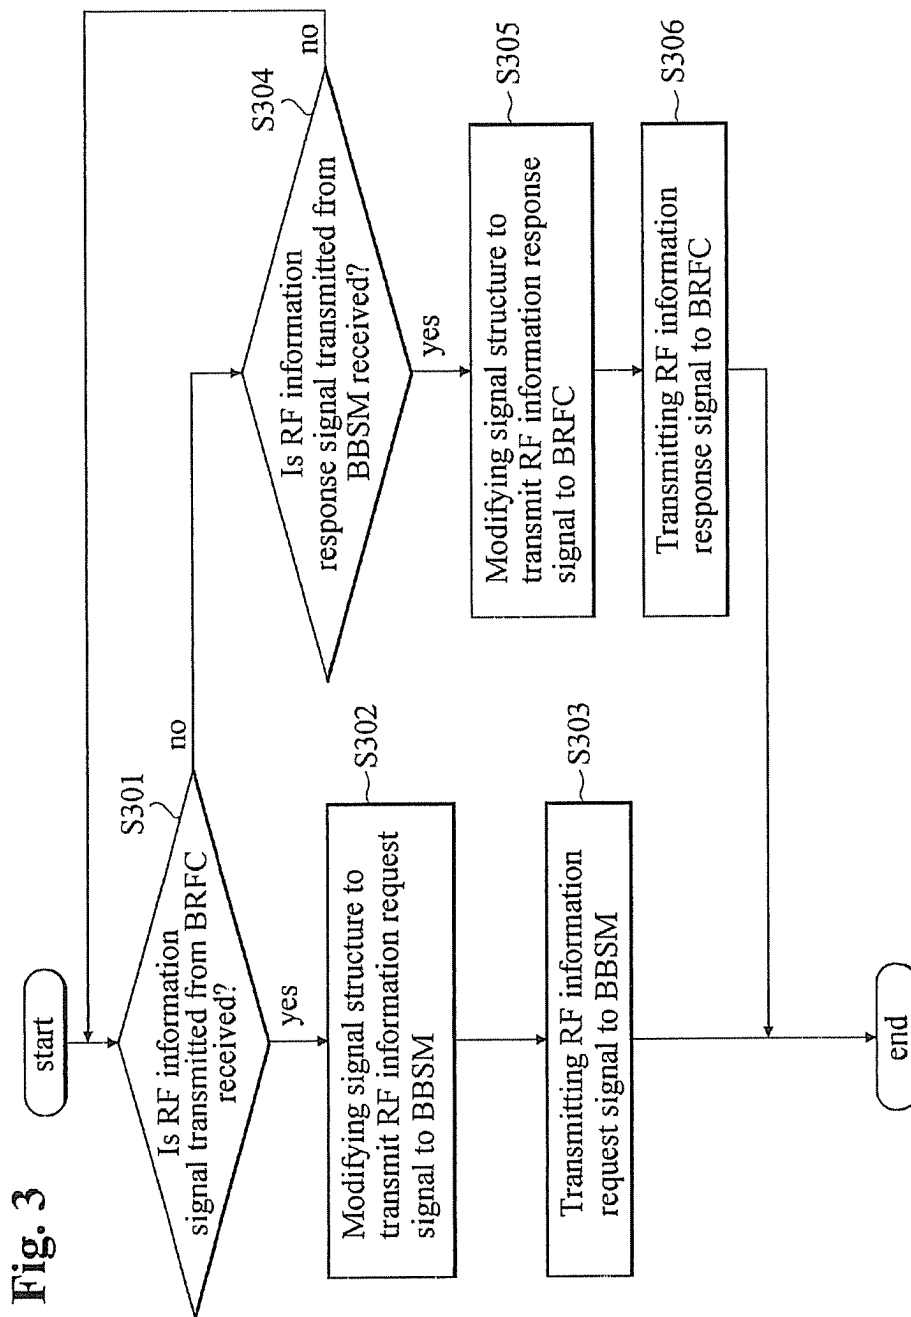 Fig. 3
start
S301
Is RF information
signal transmitted from BRFC
received?
no
yes
S302
Modifying signal structure to
transmit RF information request
signal to BBSM
S303
Transmitting RF information
request signal to BBSM
S304
Is RF information
response signal transmitted from
BBSM received?
no
yes
S305
Modifying signal structure to
transmit RF information response
signal to BRFC
S306
Transmitting RF information
response signal to BRFC
end